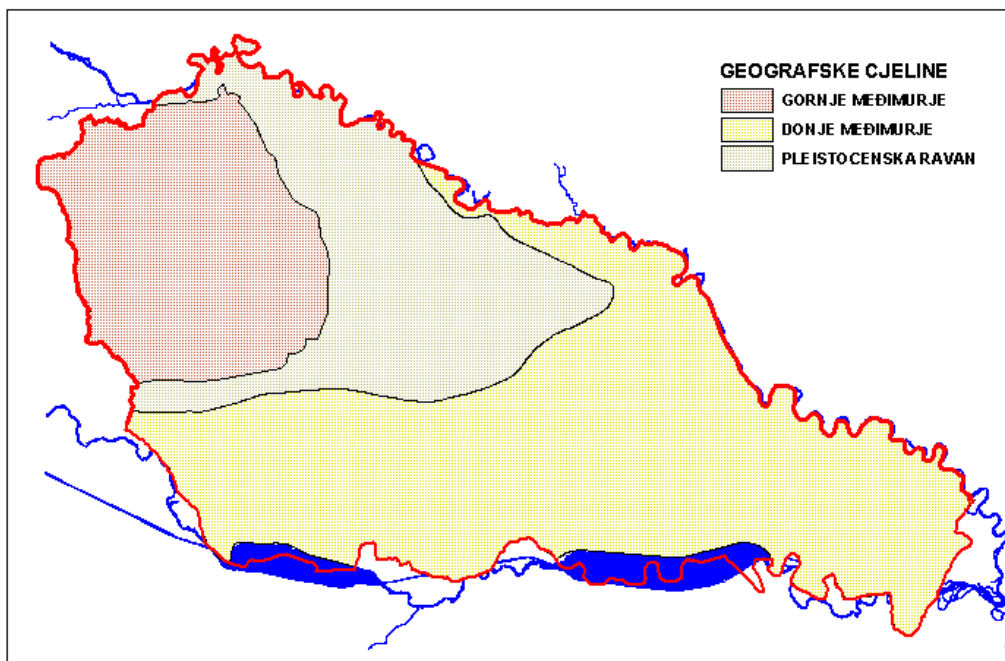 GEOGRAFSKE CJELINE
GORNJE MEĐIMURJE
DONJE MEĐIMURJE
PLEISTOCENSKA RAVAN